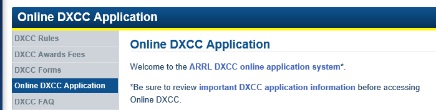 Online DXCC Application
DXCC Rules
DXCC Awards Fees
DXCC Forms
Online DXCC Application
DXCC FAQ
Online DXCC Application
Welcome to the ARRL DXCC online application system*.
*Be sure to review important DXCC application information before accessing
Online DXCC.